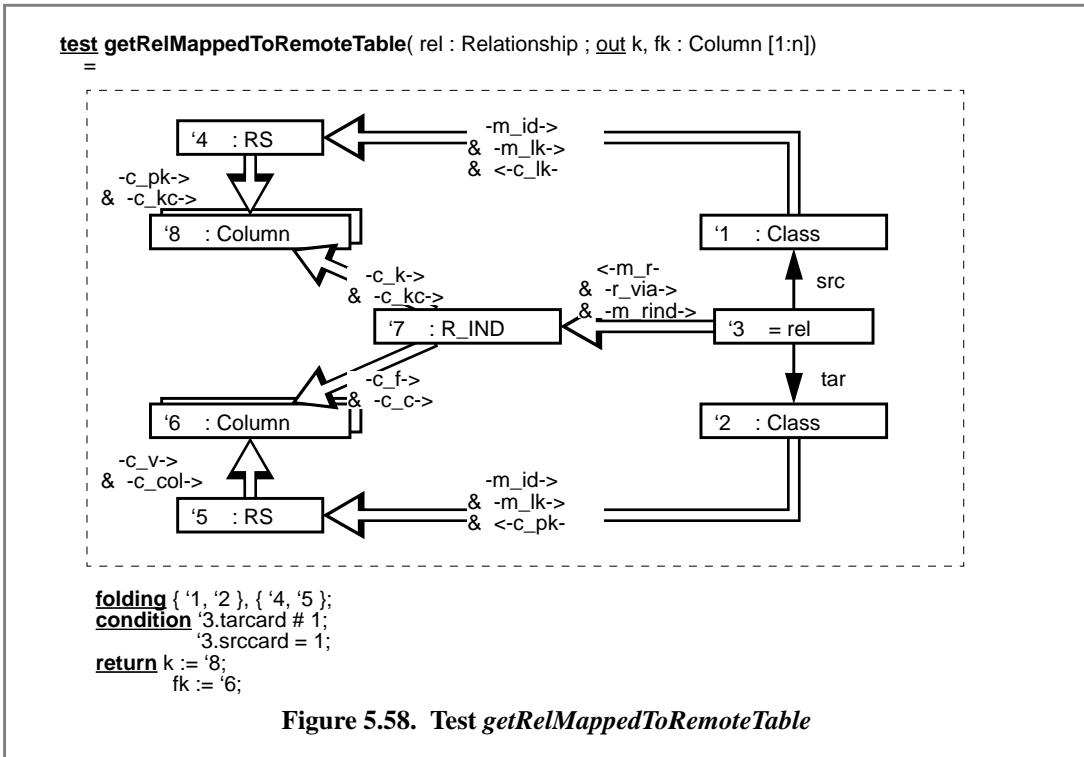 test getRelMappedToRemoteTable( rel : Relationship ; out k, fk : Column [1:n])
=
‘4 : RS
-m_id->
& -m_lk->
& <-c_lk-
-c_pk->
& -c_kc->
‘8 : Column
‘1 : Class
-c_k->
& -c_kc->
<-m_r-
& -r_via->
& -m_rind->
src
‘7 : R_IND
‘3 = rel
-c_f->
& -c_c->
tar
‘6 : Column
‘2 : Class
-c_v->
& -c_col->
-m_id->
& -m_lk->
& <-c_pk-
‘5 : RS
folding { ‘1, ‘2 }, { ‘4, ‘5 };
condition ‘3.tarcard # 1;
‘3.srccard = 1;
return k := ‘8;
fk := ‘6;
Figure 5.58. Test getRelMappedToRemoteTable